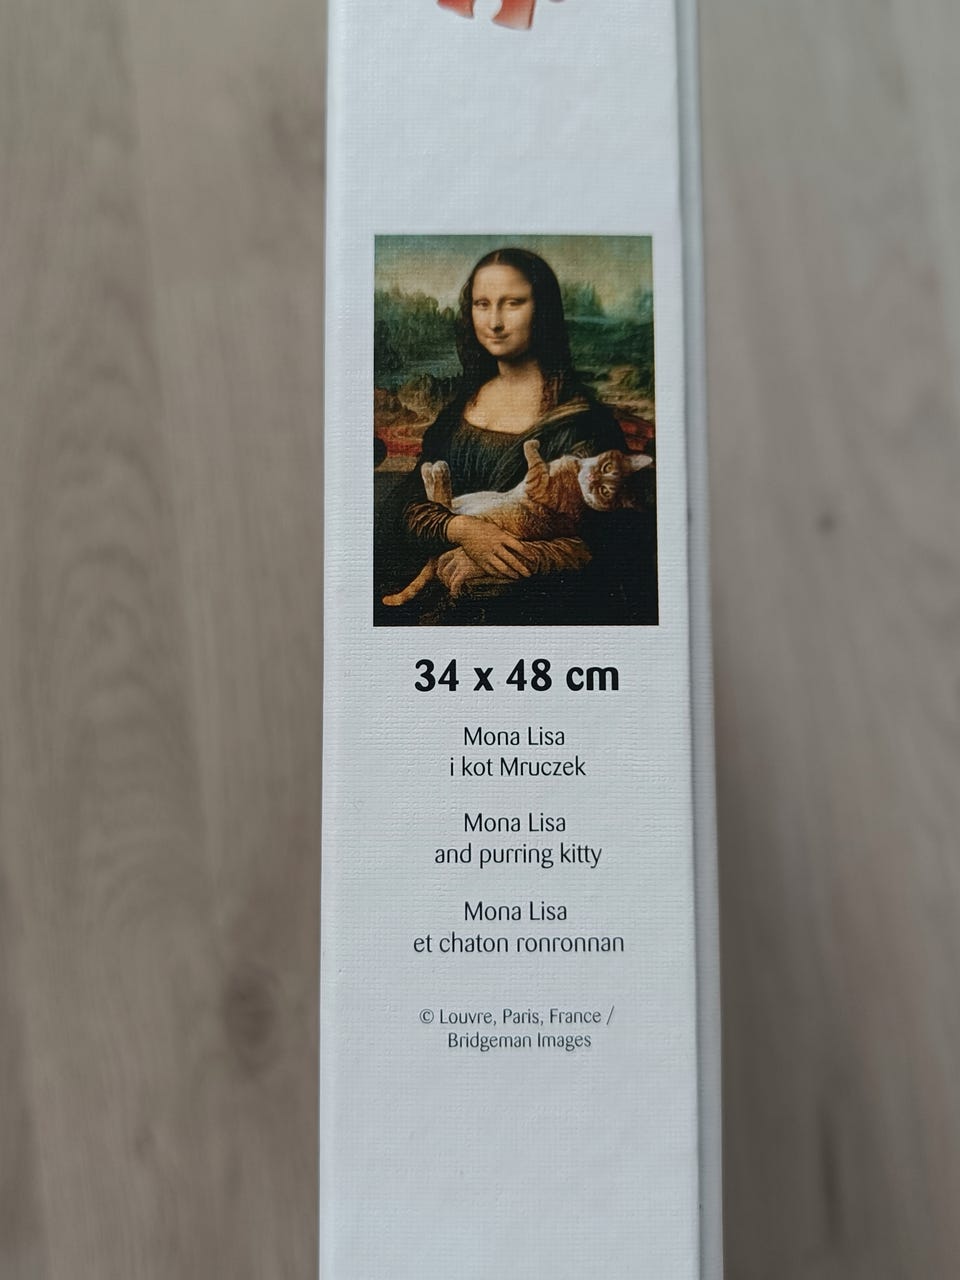 34 x 48 cm
Mona Lisa
i kot Mruczek
Mona Lisa
and purring kitty
Mona Lisa
et chaton ronronnan
© Louvre, Paris, France /
Bridgeman Images